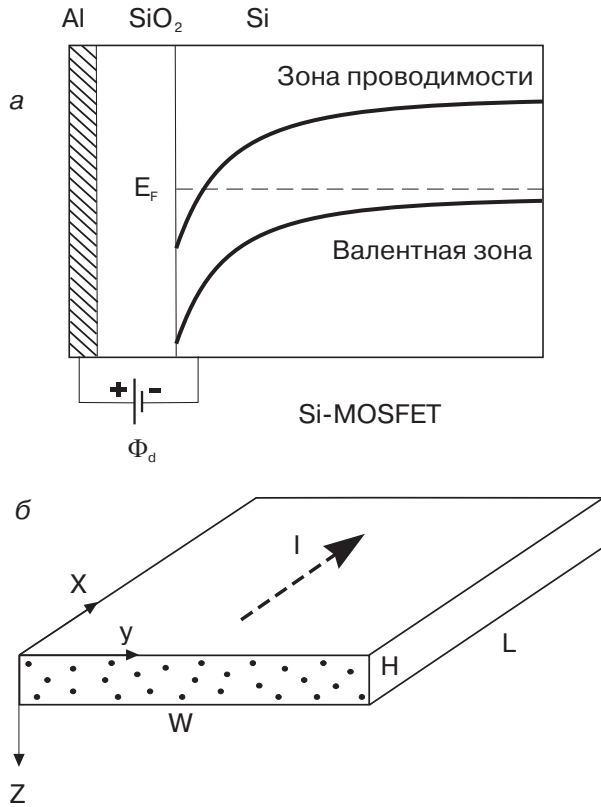 Al SiO₂ Si
а
Зона проводимости
E_F
Валентная зона
+ -
Φ_d
Si-MOSFET
б
I
X
y
H
L
W
Z